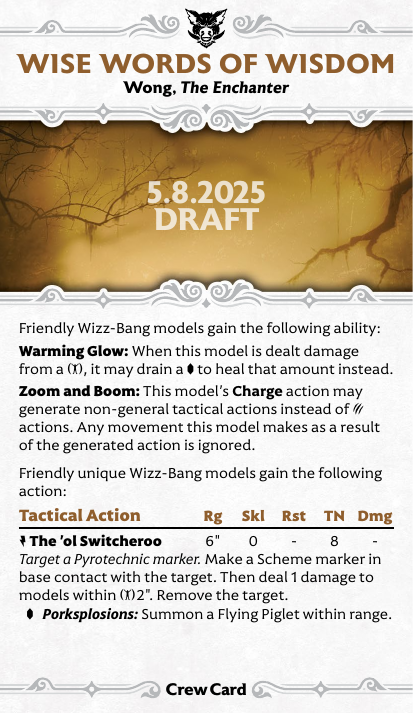 WISE WORDS OF WISDOM
Wong, The Enchanter
5.8.2025
DRAFT
Friendly Wizz-Bang models gain the following ability:
Warming Glow: When this model is dealt damage
from a (), it may drain a to heal that amount instead.
Zoom and Boom: This model's Charge action may
generate non-general tactical actions instead of
actions. Any movement this model makes as a result
of the generated action is ignored.
Friendly unique Wizz-Bang models gain the following
action:
Tactical Action Rg Skl Rst TN Dmg
The 'ol Switcheroo 6" 0 - 8 -
Target a Pyrotechnic marker. Make a Scheme marker in
base contact with the target. Then deal 1 damage to
models within ()2". Remove the target.
Porksplosions: Summon a Flying Piglet within range.
Crew Card